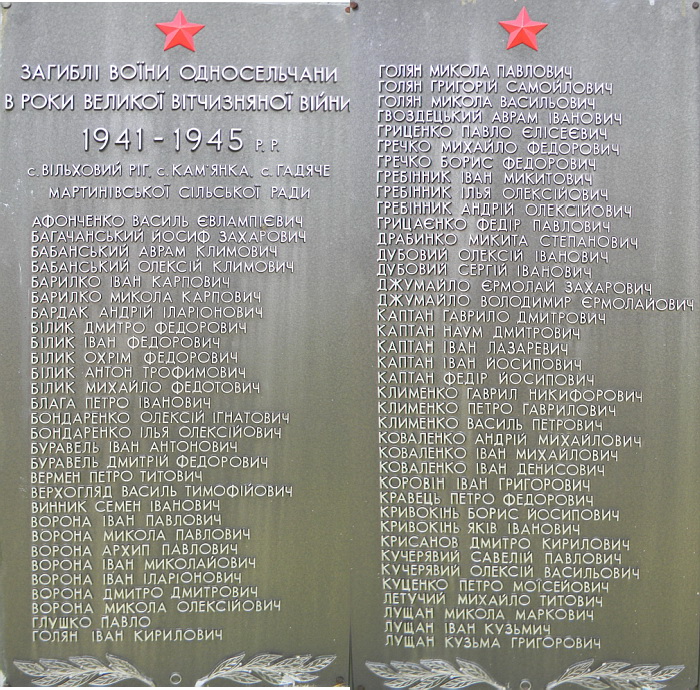 ЗАГИБЛІ ВОЇНИ ОДНОСЕЛЬЧАНИ
В РОКИ ВЕЛИКОЇ ВІТЧИЗНЯНОЇ ВІЙНИ
1941-1945 Р.Р.
с. ВІЛЬХОВИЙ РІГ, с. КАМ'ЯНКА, с. ГАДЯЧЕ
МАРТИНІВСЬКОЇ СІЛЬСЬКОЇ РАДИ
АФОНЧЕНКО ВАСИЛЬ ЄВЛАМПІЄВИЧ
БАГАЧАНСЬКИЙ ЙОСИФ ЗАХАРОВИЧ
БАБАНСЬКИЙ АВРАМ КЛИМОВИЧ
БАБАНСЬКИЙ ОЛЕКСІЙ КЛИМОВИЧ
БАРИЛКО ІВАН КАРПОВИЧ
БАРИЛКО МИКОЛА КАРПОВИЧ
БАРДАК АНДРІЙ ІЛАРІОНОВИЧ
БІЛИК ДМИТРО ФЕДОРОВИЧ
БІЛИК ІВАН ФЕДОРОВИЧ
БІЛИК ОХРІМ ФЕДОРОВИЧ
БІЛИК АНТОН ТРОФИМОВИЧ
БІЛИК МИХАЙЛО ФЕДОТОВИЧ
БЛАГА ПЕТРО ІВАНОВИЧ
БОНДАРЕНКО ОЛЕКСІЙ ІГНАТОВИЧ
БОНДАРЕНКО ІЛЬЯ ОЛЕКСІЙОВИЧ
БУРАВЕЛЬ ІВАН АНТОНОВИЧ
БУРАВЕЛЬ ДМИТРІЙ ФЕДОРОВИЧ
ВЕРМЕН ПЕТРО ТИТОВИЧ
ВЕРХОГЛЯД ВАСИЛЬ ТИМОФІЙОВИЧ
ВИННИК СЕМЕН ІВАНОВИЧ
ВОРОНА ІВАН ПАВЛОВИЧ
ВОРОНА МИКОЛА ПАВЛОВИЧ
ВОРОНА АРХИП ПАВЛОВИЧ
ВОРОНА ІВАН МИКОЛАЙОВИЧ
ВОРОНА ІВАН ІЛАРІОНОВИЧ
ВОРОНА ДМИТРО ДМИТРОВИЧ
ВОРОНА МИКОЛА ОЛЕКСІЙОВИЧ
ГЛУШКО ПАВЛО
ГОЛЯН ІВАН КИРИЛОВИЧ
ГОЛЯН МИКОЛА ПАВЛОВИЧ
ГОЛЯН ГРИГОРІЙ САМОЙЛОВИЧ
ГОЛЯН МИКОЛА ВАСИЛЬОВИЧ
ГВОЗДЕЦЬКИЙ АВРАМ ІВАНОВИЧ
ГРИЦЕНКО ПАВЛО ЄЛІСЕЄВИЧ
ГРЕЧКО МИХАЙЛО ФЕДОРОВИЧ
ГРЕЧКО БОРИС ФЕДОРОВИЧ
ГРЕБІННИК ІВАН МИКИТОВИЧ
ГРЕБІННИК ІЛЬЯ ОЛЕКСІЙОВИЧ
ГРЕБІННИК АНДРІЙ ОЛЕКСІЙОВИЧ
ГРИЦАЄНКО ФЕДІР ПАВЛОВИЧ
ДРАБИНКО МИКИТА СТЕПАНОВИЧ
ДУБОВИЙ ОЛЕКСІЙ ІВАНОВИЧ
ДУБОВИЙ СЕРГІЙ ІВАНОВИЧ
ДЖУМАЙЛО ЄРМОЛАЙ ЗАХАРОВИЧ
ДЖУМАЙЛО ВОЛОДИМИР ЄРМОЛАЙОВИЧ
КАПТАН ГАВРИЛО ДМИТРОВИЧ
КАПТАН НАУМ ДМИТРОВИЧ
КАПТАН ІВАН ЛАЗАРЕВИЧ
КАПТАН ІВАН ЙОСИПОВИЧ
КАПТАН ФЕДІР ЙОСИПОВИЧ
КЛИМЕНКО ГАВРИЛ НИКИФОРОВИЧ
КЛИМЕНКО ПЕТРО ГАВРИЛОВИЧ
КЛИМЕНКО ВАСИЛЬ ПЕТРОВИЧ
КОВАЛЕНКО АНДРІЙ МИХАЙЛОВИЧ
КОВАЛЕНКО ІВАН МИХАЙЛОВИЧ
КОВАЛЕНКО ІВАН ДЕНИСОВИЧ
КОРОВІН ІВАН ГРИГОРОВИЧ
КРАВЕЦЬ ПЕТРО ФЕДОРОВИЧ
КРИВОКІНЬ БОРИС ЙОСИПОВИЧ
КРИВОКІНЬ ЯКІВ ІВАНОВИЧ
КРИСАНОВ ДМИТРО КИРИЛОВИЧ
КУЧЕРЯВИЙ САВЕЛІЙ ПАВЛОВИЧ
КУЧЕРЯВИЙ ОЛЕКСІЙ ВАСИЛЬОВИЧ
КУЦЕНКО ПЕТРО МОЇСЕЙОВИЧ
ЛЕТУЧИЙ МИХАЙЛО ТИТОВИЧ
ЛУЩАН МИКОЛА МАРКОВИЧ
ЛУЩАН ІВАН КУЗЬМИЧ
ЛУЩАН КУЗЬМА ГРИГОРОВИЧ